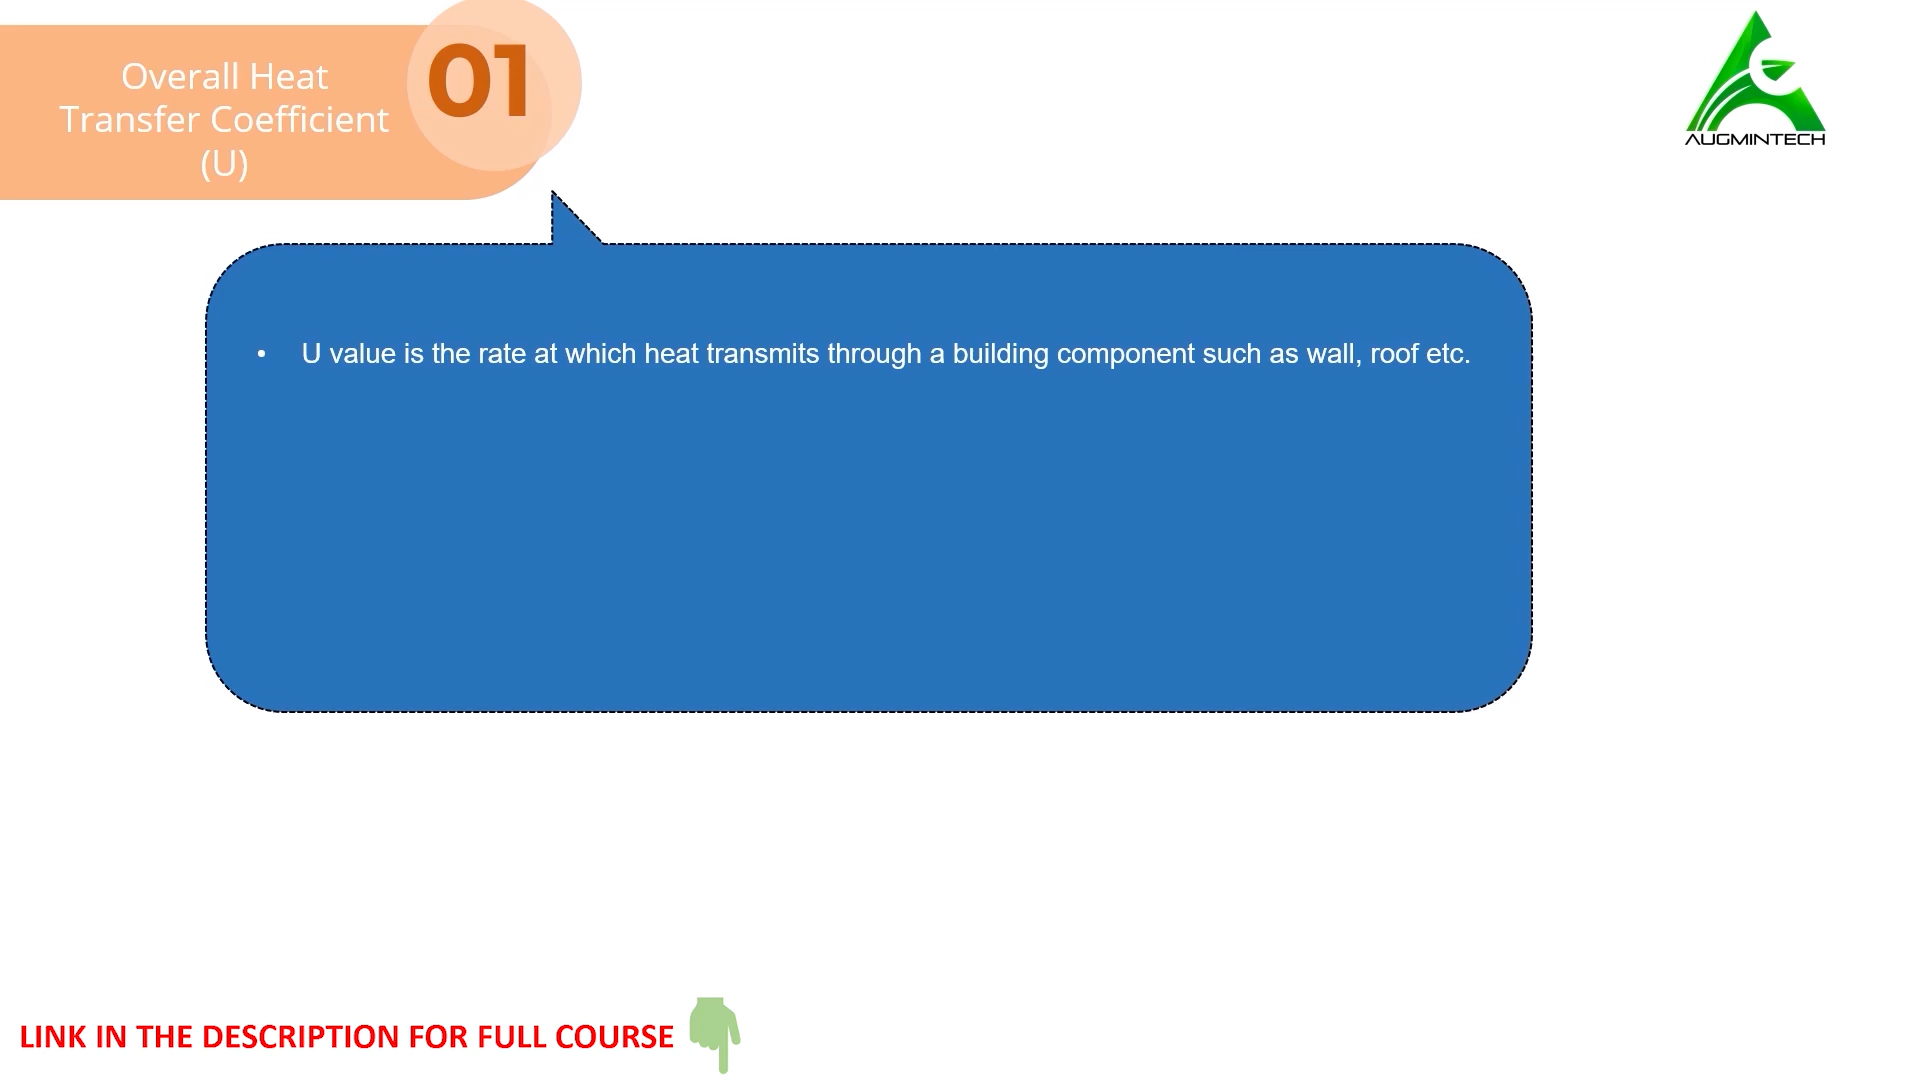 Overall Heat
Transfer Coefficient
(U)
01
AUGMINTECH
• U value is the rate at which heat transmits through a building component such as wall, roof etc.
LINK IN THE DESCRIPTION FOR FULL COURSE